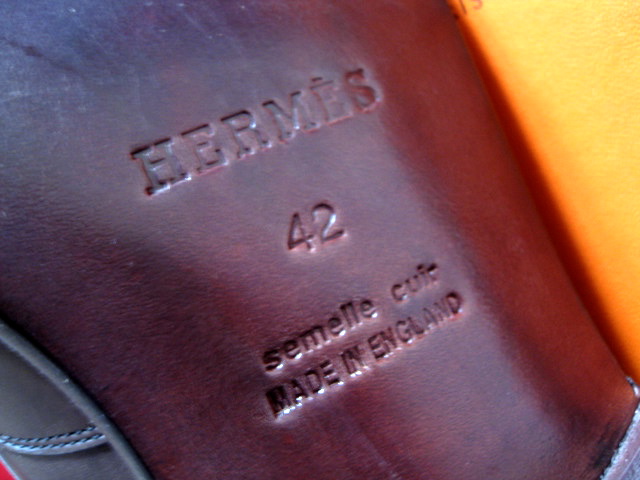 HERMÈS
42
semelle cuir
MADE IN ENGLAND